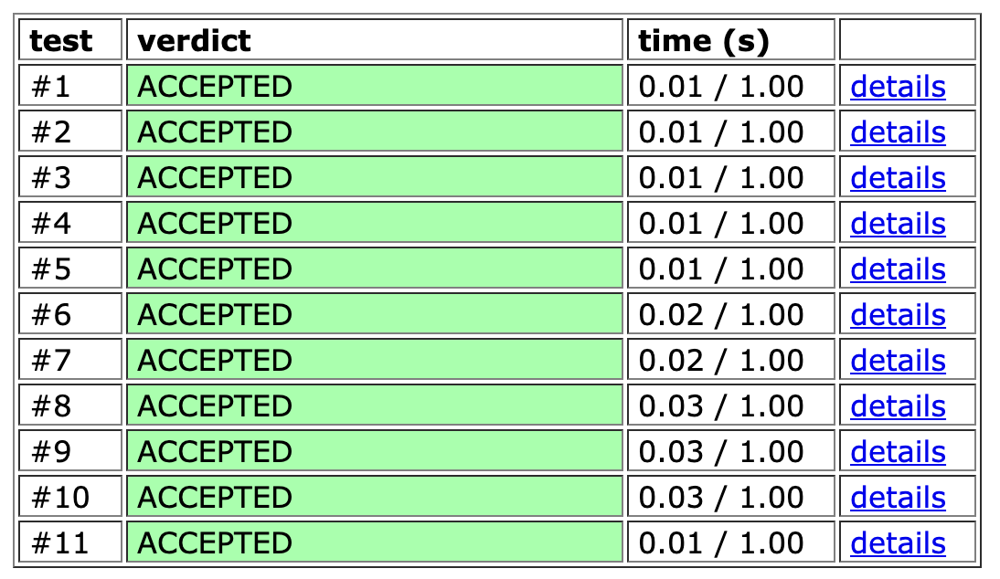 test verdict time (s)
#1 ACCEPTED 0.01 / 1.00 details
#2 ACCEPTED 0.01 / 1.00 details
#3 ACCEPTED 0.01 / 1.00 details
#4 ACCEPTED 0.01 / 1.00 details
#5 ACCEPTED 0.01 / 1.00 details
#6 ACCEPTED 0.02 / 1.00 details
#7 ACCEPTED 0.02 / 1.00 details
#8 ACCEPTED 0.03 / 1.00 details
#9 ACCEPTED 0.03 / 1.00 details
#10 ACCEPTED 0.03 / 1.00 details
#11 ACCEPTED 0.01 / 1.00 details